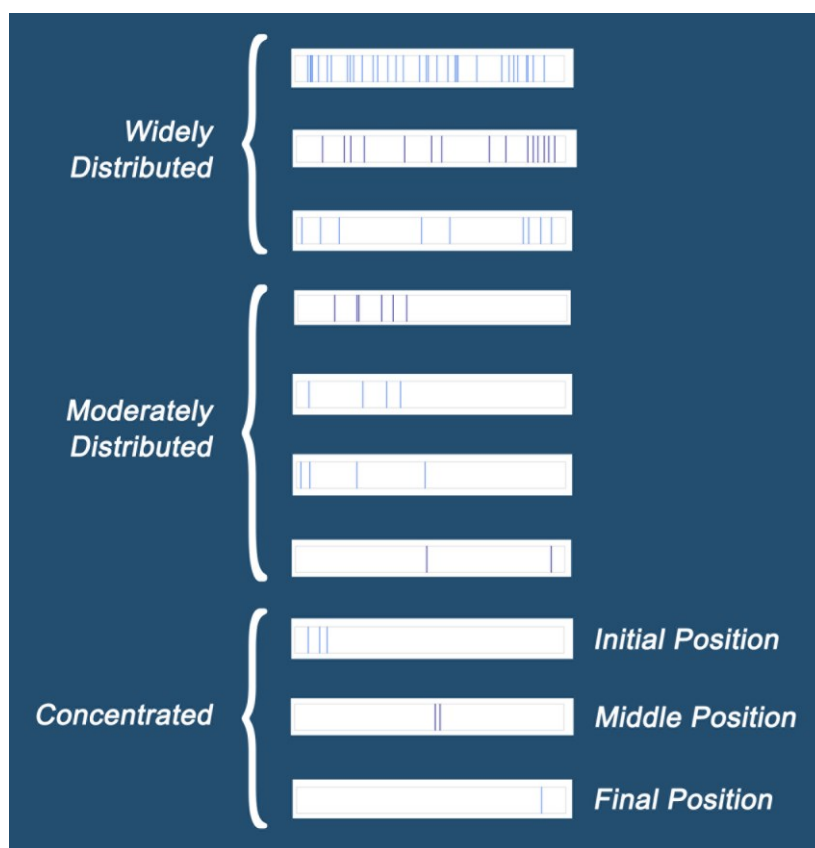 Widely
Distributed
Moderately
Distributed
Concentrated
Initial Position
Middle Position
Final Position